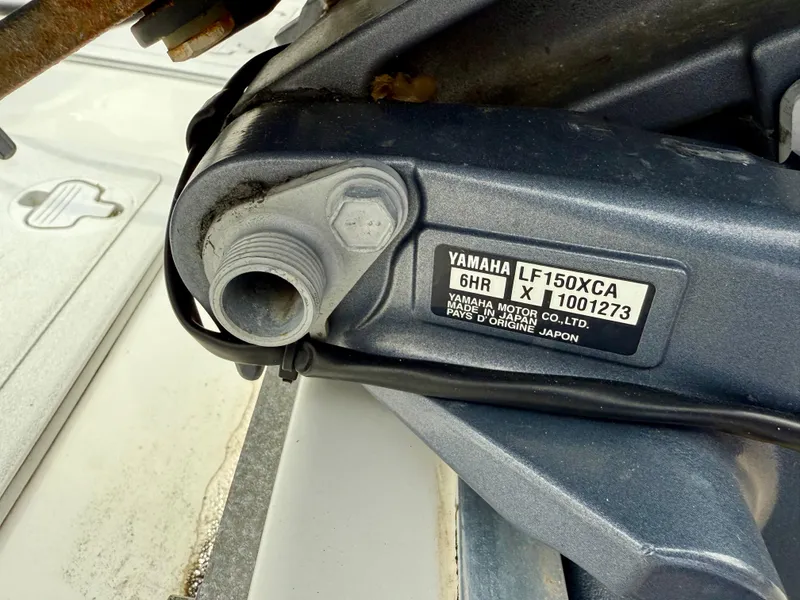 YAMAHA LF150XCA
6HR X 1001273
YAMAHA MOTOR CO.,LTD.
MADE IN JAPAN
PAYS D'ORIGINE JAPON